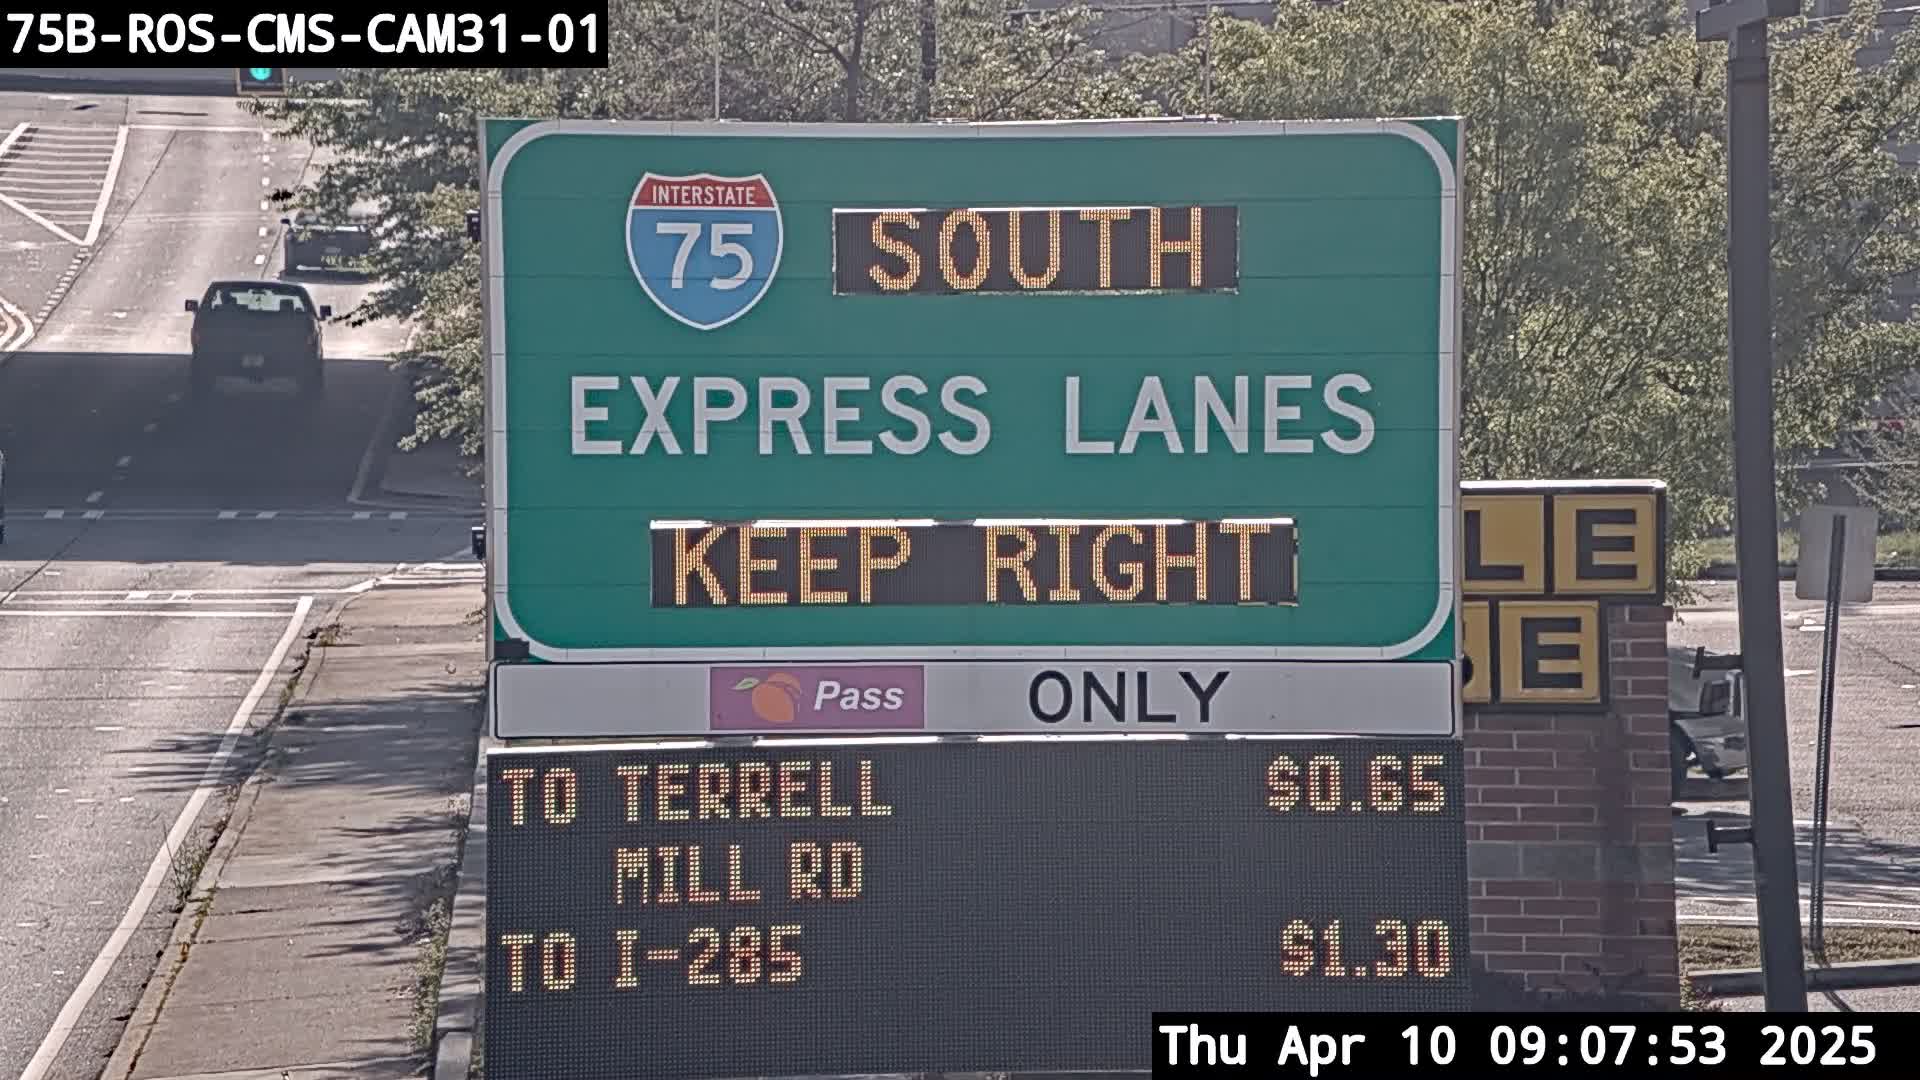 75B-ROS-CMS-CAM31-01
INTERSTATE
75
SOUTH
EXPRESS LANES
KEEP RIGHT
LE
E
Pass ONLY
TO TERRELL $0.65
MILL RD
TO I-285 $1.30
Thu Apr 10 09:07:53 2025